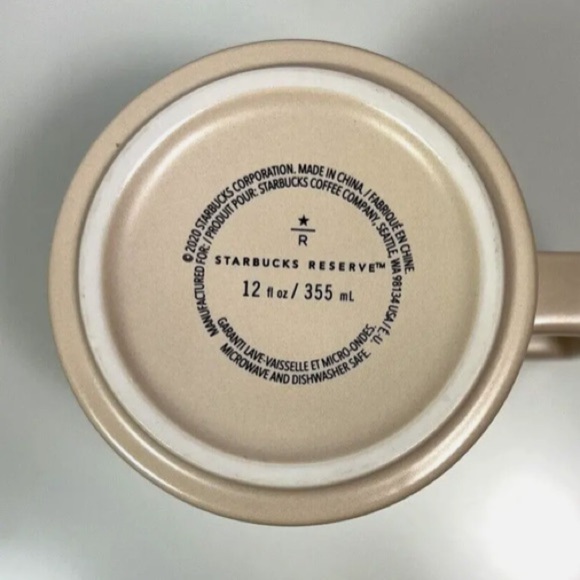 © 2020 STARBUCKS CORPORATION. MADE IN CHINA. / FABRIQUÉ EN CHINE.
MANUFACTURED FOR: / PRODUIT POUR: STARBUCKS COFFEE COMPANY, SEATTLE, WA 98134 USA / É.-U.
★
R
STARBUCKS RESERVE™
12 fl oz / 355 mL
GARANTI LAVE-VAISSELLE ET MICRO-ONDES.
MICROWAVE AND DISHWASHER SAFE.